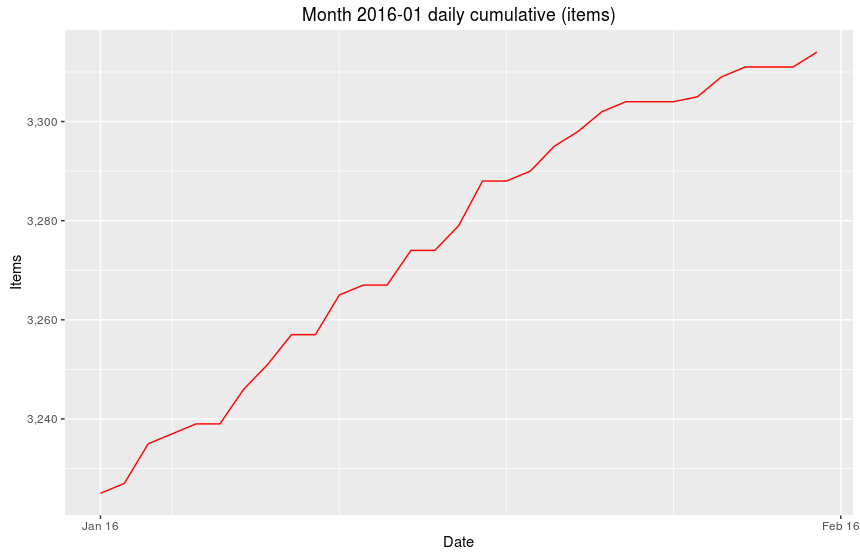 Month 2016-01 daily cumulative (items)
3,300
3,280
3,260
3,240
Items
Jan 16
Feb 16
Date